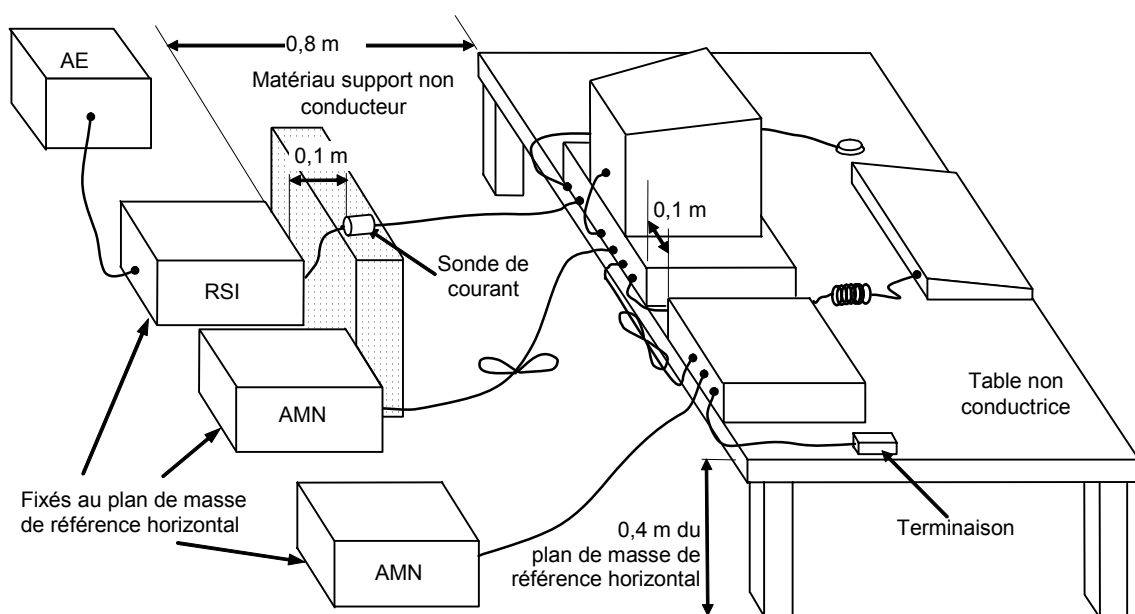 AE
0,8 m
Matériau support non
conducteur
0,1 m
0,1 m
RSI
Sonde de
courant
AMN
Table non
conductrice
Fixés au plan de masse
de référence horizontal
AMN
0,4 m du
plan de masse de
référence horizontal
Terminaison